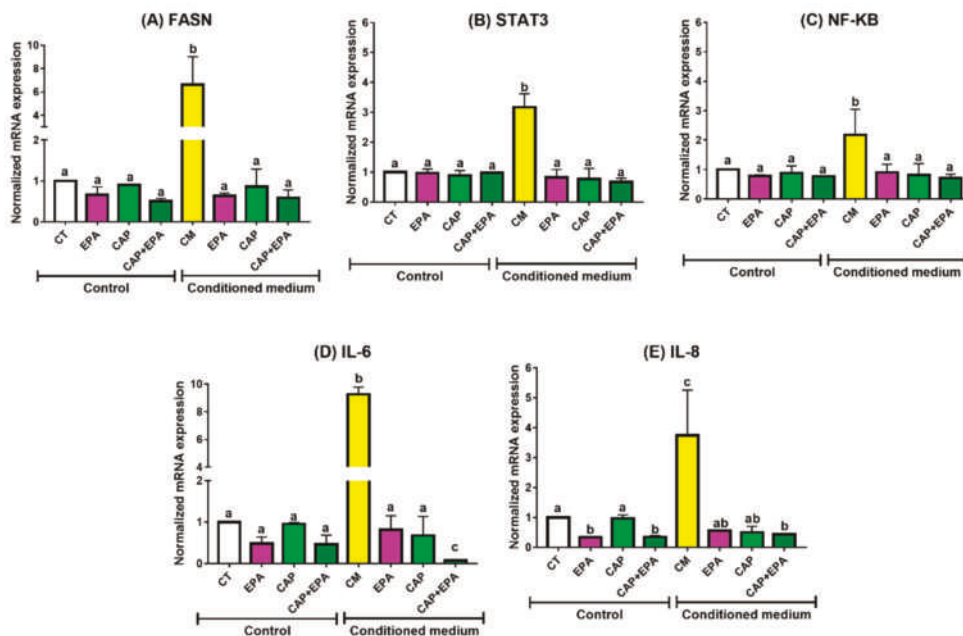 (A) FASN
Normalized mRNA expression
10
8
6
4
2
1
0
a
a
a
a
b
a
a
a
CT
EPA
CAP
CAP+EPA
CM
EPA
CAP
CAP+EPA
Control
Conditioned medium
(B) STAT3
Normalized mRNA expression
5
4
3
2
1
0
a
a
a
a
b
a
a
a
CT
EPA
CAP
CAP+EPA
CM
EPA
CAP
CAP+EPA
Control
Conditioned medium
(C) NF-KB
Normalized mRNA expression
6
5
4
3
2
1
0
a
a
a
a
b
a
a
a
CT
EPA
CAP
CAP+EPA
CM
EPA
CAP
CAP+EPA
Control
Conditioned medium
(D) IL-6
Normalized mRNA expression
10
8
6
4
2
1
0
a
a
a
a
b
a
a
c
CT
EPA
CAP
CAP+EPA
CM
EPA
CAP
CAP+EPA
Control
Conditioned medium
(E) IL-8
Normalized mRNA expression
6
5
4
3
2
1
0
a
b
a
b
c
ab
ab
b
CT
EPA
CAP
CAP+EPA
CM
EPA
CAP
CAP+EPA
Control
Conditioned medium